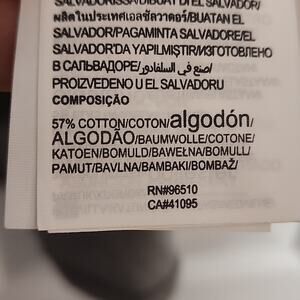 SALVADORISSA/DIBUAT DI EL SALVADOR/
ผลิตในประเทศเอลซัลวาดอร์/BUATAN EL
SALVADOR/PAGAMINTA SALVADORE/EL
SALVADOR'DA YAPILMIŞTIR/ИЗГОТОВЛЕНО
В САЛЬВАДОРЕ/صنع في السلفادور/
PROIZVEDENO U EL SALVADORU
COMPOSIÇÃO
57% COTTON/COTON/algodón/
ALGODÃO/BAUMWOLLE/COTONE/
KATOEN/BOMULD/BAWEŁNA/BOMULL/
PAMUT/BAVLNA/BAMBAKI/BOMBAŽ/
RN#96510
CA#41095